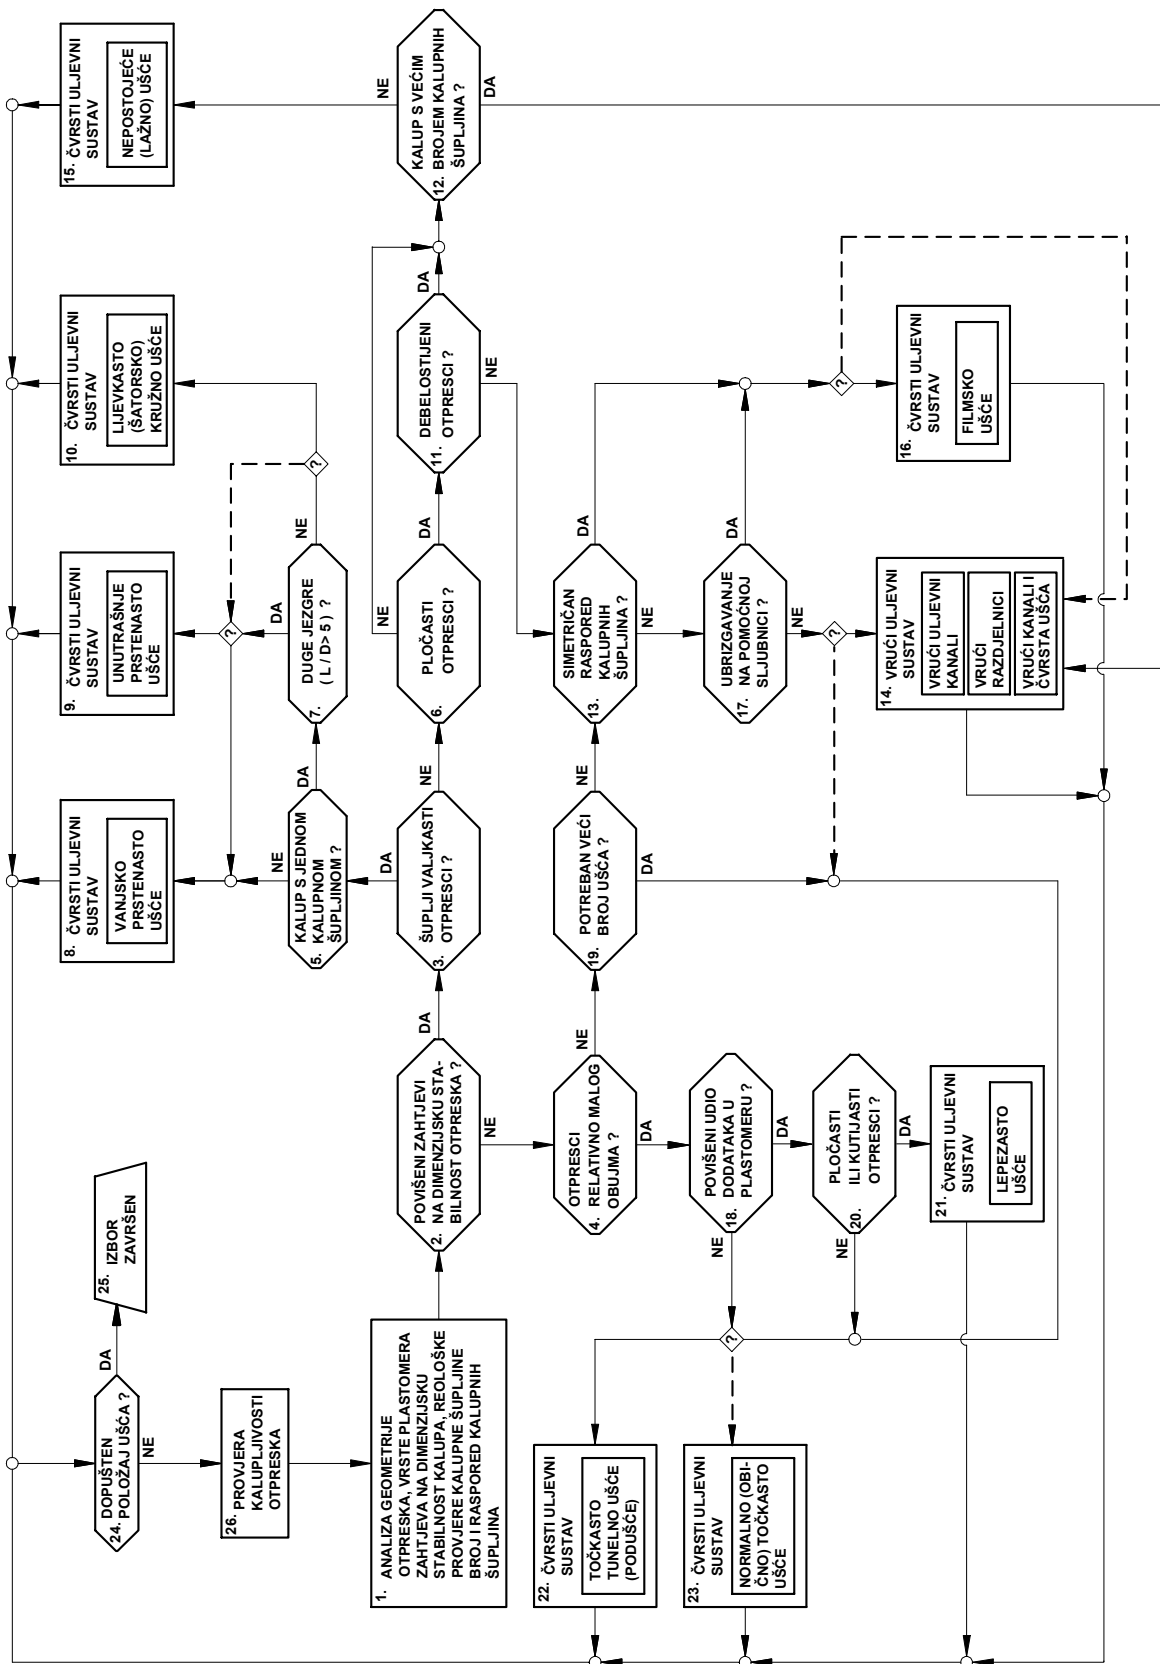 1. ANALIZA GEOMETRIJE
OTPRESKA, VRSTE PLASTOMERA
ZAHTJEVA NA DIMENZIJSKU
STABILNOST KALUPA, REOLOŠKE
PROVJERE KALUPNE ŠUPLJINE
BROJ I RASPORED KALUPNIH
ŠUPLJINA
POVIŠENI ZAHTJEVI
2. NA DIMENZIJSKU STA-
BILNOST OTPRESKA ?
DA
NE
ŠUPLJI VALJKASTI
OTPRESCI ?
3.
DA
NE
OTPRESCI
4. RELATIVNO MALOG
OBUJMA ?
NE
DA
KALUP S JEDNOM
KALUPNOM
5. ŠUPLJINOM ?
NE
DA
PLOČASTI
OTPRESCI ?
6.
NE
DA
DUGE JEZGRE
7. ( L / D> 5 ) ?
DA
NE
?
?
8. ČVRSTI ULJEVNI
SUSTAV
VANJSKO
PRSTENASTO
UŠĆE
9. ČVRSTI ULJEVNI
SUSTAV
UNUTRAŠNJE
PRSTENASTO
UŠĆE
10. ČVRSTI ULJEVNI
SUSTAV
LIJEVKASTO
(ŠATORSKO)
KRUŽNO UŠĆE
DEBELOSTIJENI
11. OTPRESCI ?
DA
NE
KALUP S VEĆIM
12. BROJEM KALUPNIH
ŠUPLJINA ?
NE
DA
SIMETRIČAN
RASPORED
13. KALUPNIH
ŠUPLJINA ?
DA
NE
14. VRUĆI ULJEVNI
SUSTAV
VRUĆI ULJEVNI
KANALI
VRUĆI
RAZDJELNICI
VRUĆI KANALI I
ČVRSTA UŠĆA
15. ČVRSTI ULJEVNI
SUSTAV
NEPOSTOJEĆE
(LAŽNO) UŠĆE
16. ČVRSTI ULJEVNI
SUSTAV
FILMSKO
UŠĆE
?
UBRIZGAVANJE
NA POMOĆNOJ
17. SLJUBNICI ?
DA
NE
?
POVIŠENI UDIO
DODATAKA U
18. PLASTOMERU ?
NE
DA
POTREBAN VEĆI
19. BROJ UŠĆA ?
NE
DA
PLOČASTI
ILI KUTIJASTI
20. OTPRESCI ?
NE
DA
21. ČVRSTI ULJEVNI
SUSTAV
LEPEZASTO
UŠĆE
?
22. ČVRSTI ULJEVNI
SUSTAV
TOČKASTO
TUNELNO UŠĆE
(PODUŠĆE)
23. ČVRSTI ULJEVNI
SUSTAV
NORMALNO (OBI-
ČNO) TOČKASTO
UŠĆE
DOPUŠTEN
24. POLOŽAJ UŠĆA ?
DA
NE
25. IZBOR
ZAVRŠEN
26. PROVJERA
KALUPLJIVOSTI
OTPRESKA